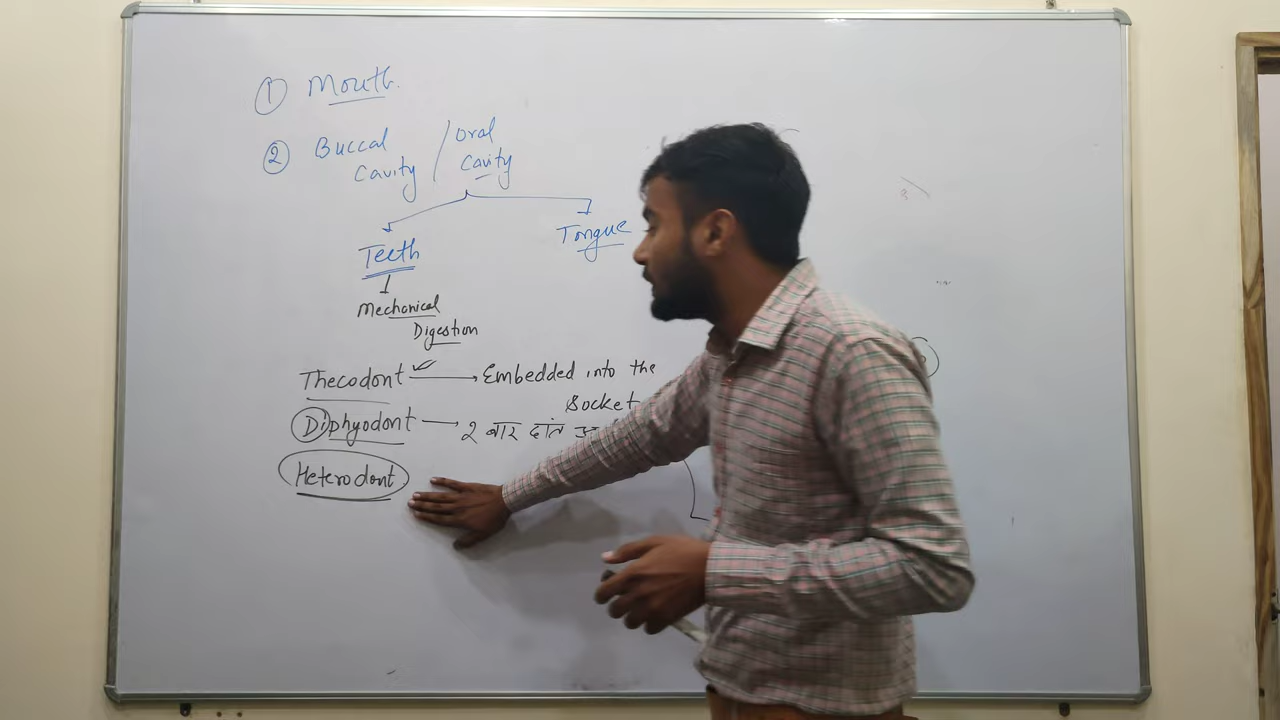 ① Mouth.
② Buccal Cavity / Oral Cavity
Teeth
Tongue
Mechanical
Digestion
Thecodont → Embedded into the
Socket
Diphyodont → 2 बार दांत
Heterodont